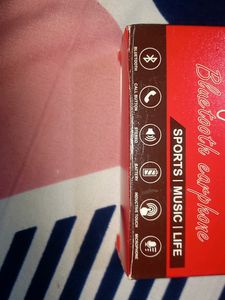 Bluetooth earphone
SPORTS | MUSIC | LIFE
BLUETOOTH
CALL BUTTON
STEREO
BATTERY
INDUCTIVE TOUCH
MICROPHONE